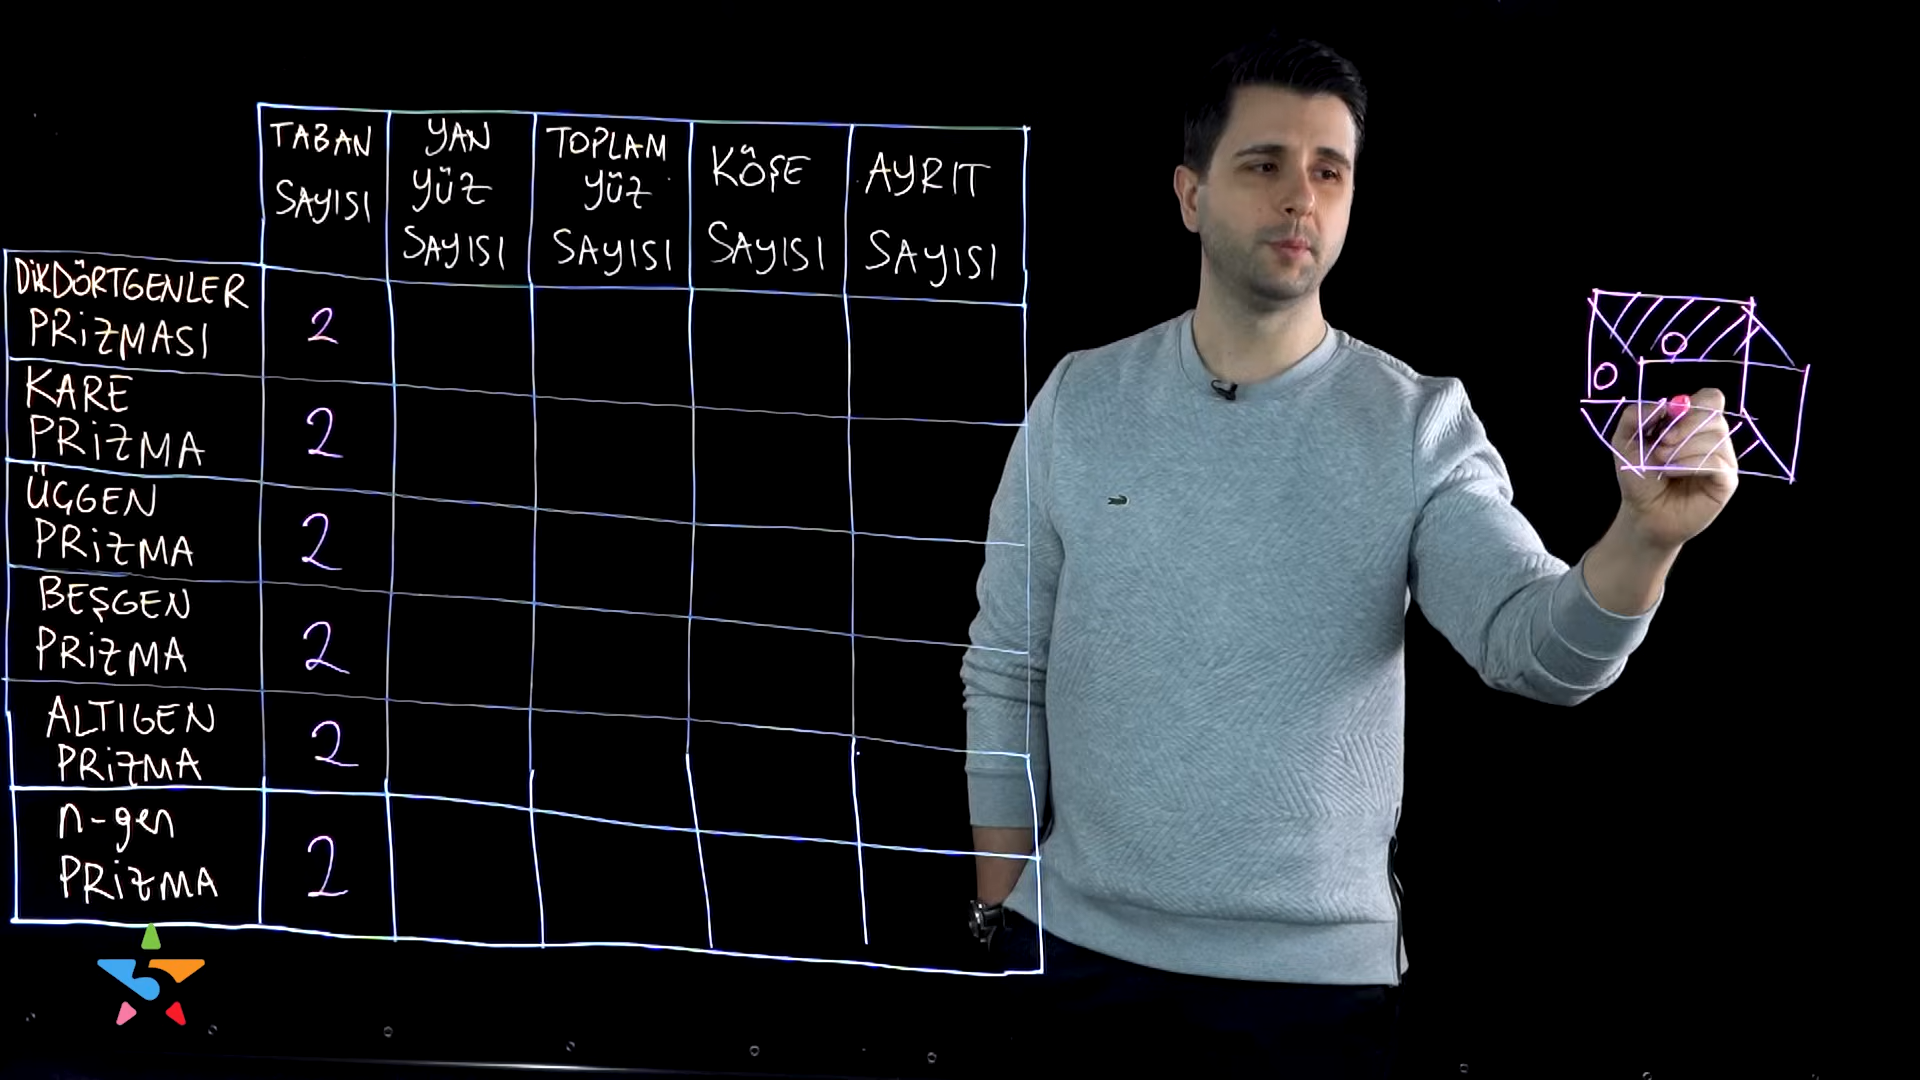 TABAN
SAYISI
YAN
YÜZ
SAYISI
TOPLAM
YÜZ
SAYISI
KÖŞE
SAYISI
AYRIT
SAYISI
DİKDÖRTGENLER
PRİZMASI
2
KARE
PRİZMA
2
ÜÇGEN
PRİZMA
2
BEŞGEN
PRİZMA
2
ALTIGEN
PRİZMA
2
n-gen
PRİZMA
2
5